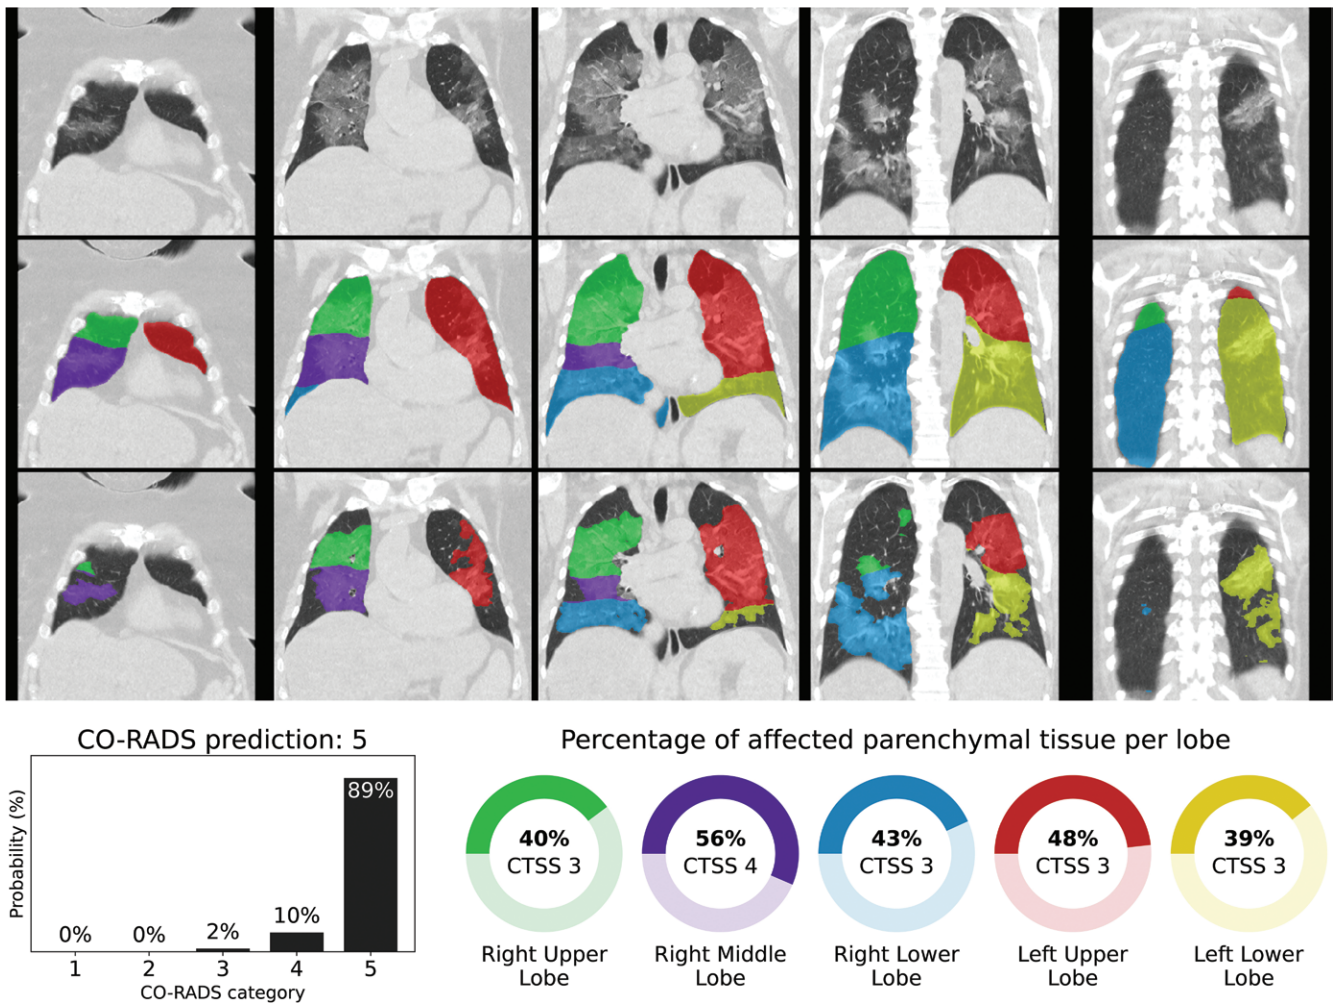 CO-RADS prediction: 5
Probability (%)
0%
0%
2%
10%
89%
1
2
3
4
5
CO-RADS category
Percentage of affected parenchymal tissue per lobe
40%
CTSS 3
Right Upper
Lobe
56%
CTSS 4
Right Middle
Lobe
43%
CTSS 3
Right Lower
Lobe
48%
CTSS 3
Left Upper
Lobe
39%
CTSS 3
Left Lower
Lobe